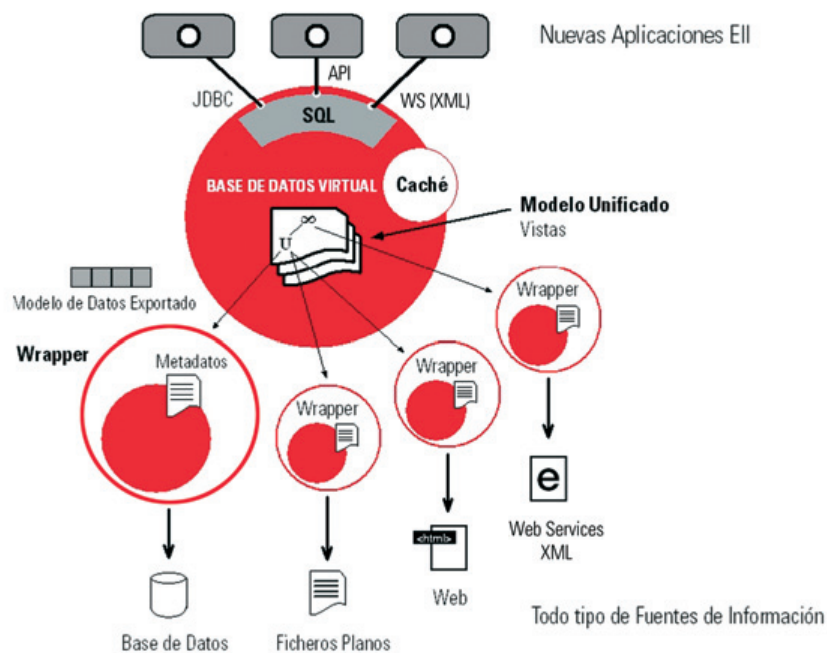 Nuevas Aplicaciones EII
API
JDBC
WS (XML)
SQL
BASE DE DATOS VIRTUAL
Caché
Modelo Unificado
Vistas
∞
U
Modelo de Datos Exportado
Wrapper
Metadatos
Wrapper
Wrapper
Wrapper
e
Web Services
XML
<html>
Web
Base de Datos
Ficheros Planos
Todo tipo de Fuentes de Información